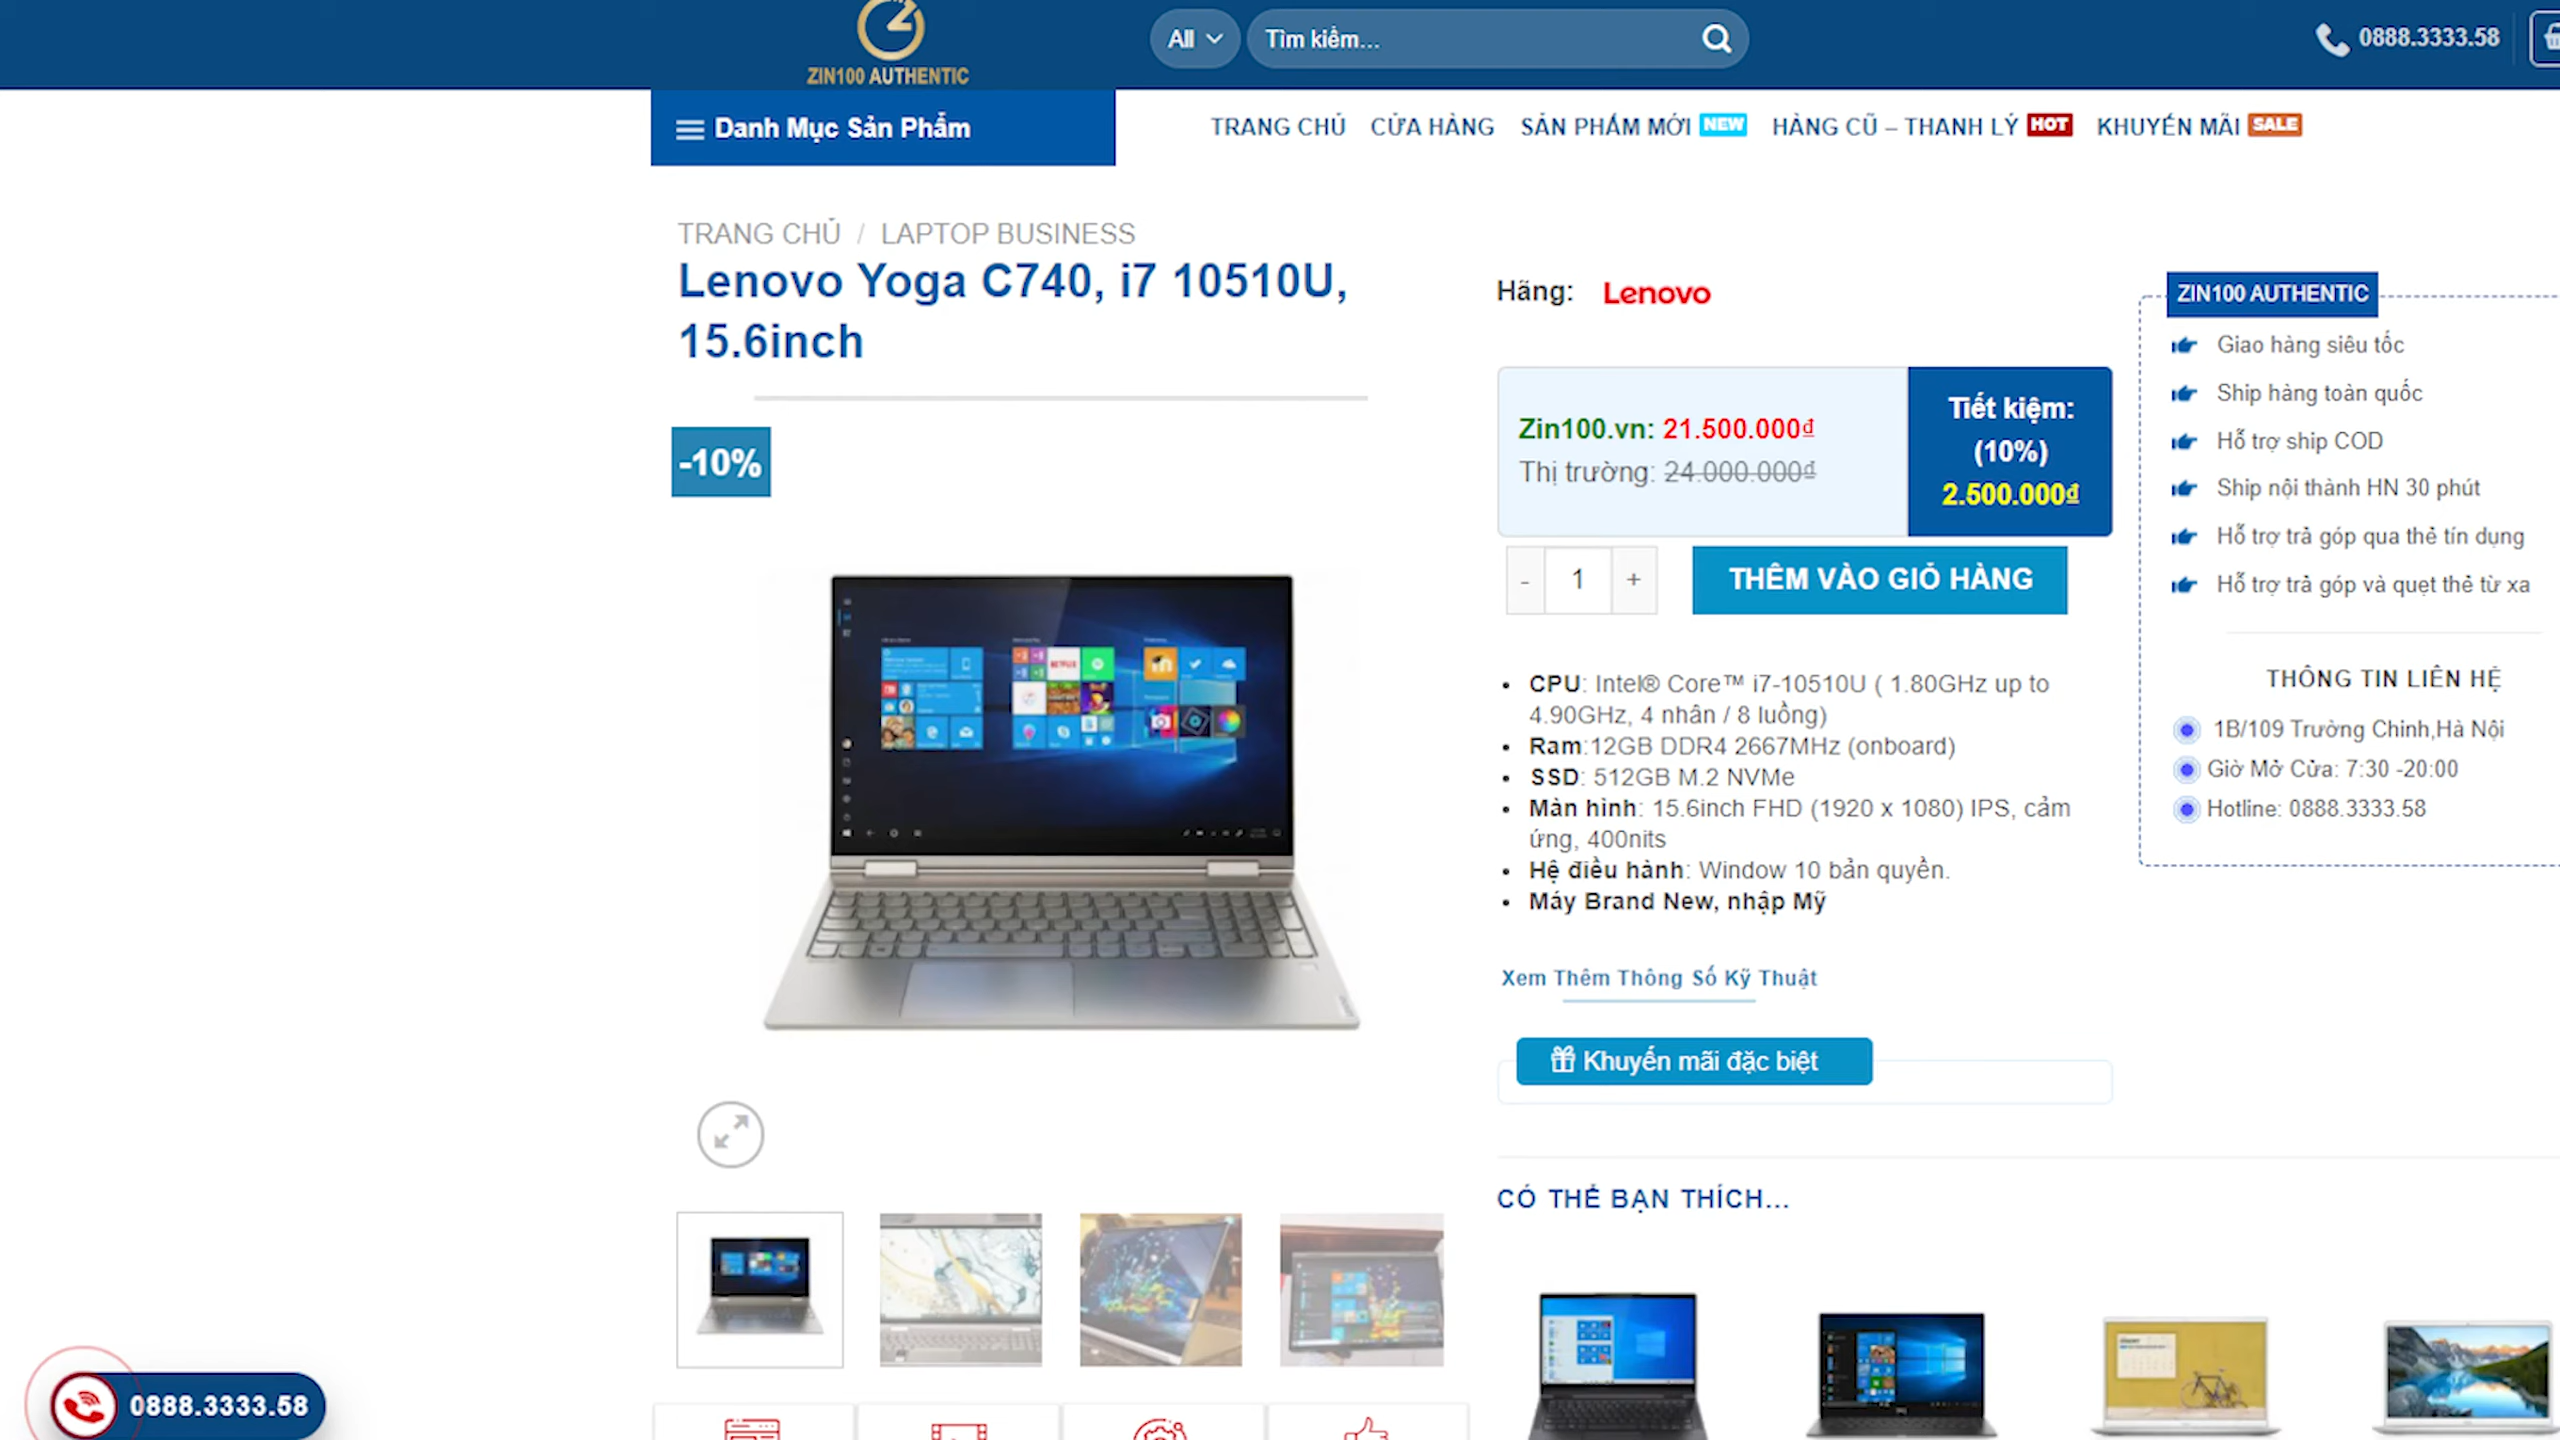 ZIN100 AUTHENTIC
All
Tìm kiếm...
0888.3333.58
Danh Mục Sản Phẩm
TRANG CHỦ
CỬA HÀNG
SẢN PHẨM MỚI NEW
HÀNG CŨ – THANH LÝ HOT
KHUYẾN MÃI SALE
TRANG CHỦ / LAPTOP BUSINESS
Lenovo Yoga C740, i7 10510U,
15.6inch
-10%
Hãng: Lenovo
Zin100.vn: 21.500.000₫
Thị trường: 24.000.000₫
Tiết kiệm:
(10%)
2.500.000₫
- 1 +
THÊM VÀO GIỎ HÀNG
• CPU: Intel® Core™ i7-10510U ( 1.80GHz up to
4.90GHz, 4 nhân / 8 luồng)
• Ram:12GB DDR4 2667MHz (onboard)
• SSD: 512GB M.2 NVMe
• Màn hình: 15.6inch FHD (1920 x 1080) IPS, cảm
ứng, 400nits
• Hệ điều hành: Window 10 bản quyền.
• Máy Brand New, nhập Mỹ
Xem Thêm Thông Số Kỹ Thuật
Khuyến mãi đặc biệt
CÓ THỂ BẠN THÍCH...
ZIN100 AUTHENTIC
Giao hàng siêu tốc
Ship hàng toàn quốc
Hỗ trợ ship COD
Ship nội thành HN 30 phút
Hỗ trợ trả góp qua thẻ tín dụng
Hỗ trợ trả góp và quẹt thẻ từ xa
THÔNG TIN LIÊN HỆ
1B/109 Trường Chinh,Hà Nội
Giờ Mở Cửa: 7:30 -20:00
Hotline: 0888.3333.58
0888.3333.58